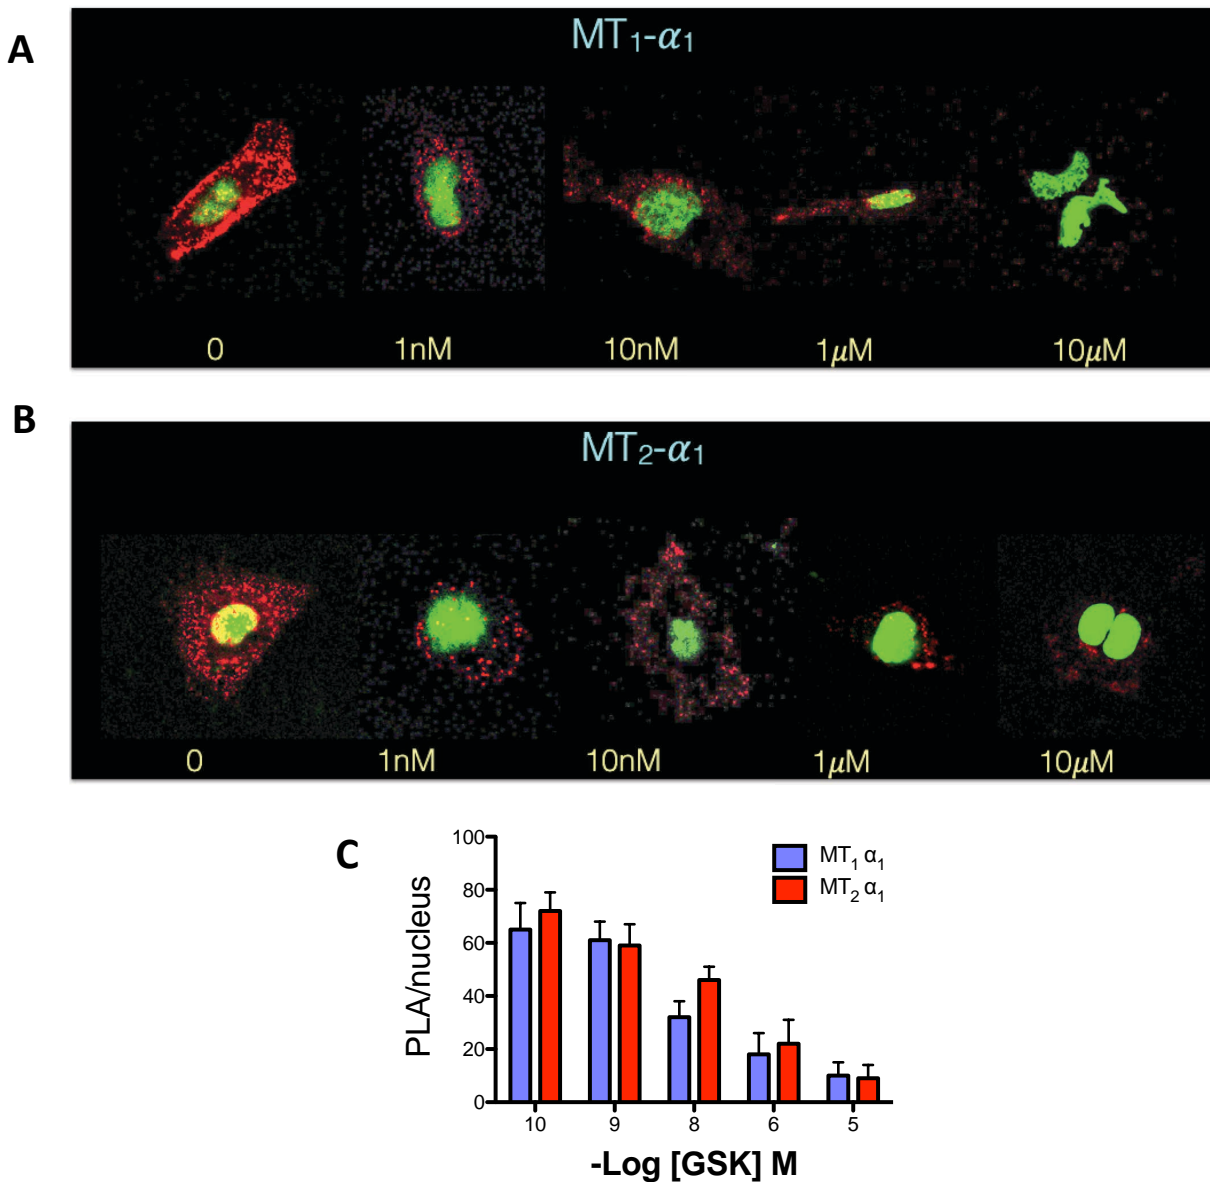 A
MT₁-α₁
0 1nM 10nM 1μM 10μM
B
MT₂-α₁
0 1nM 10nM 1μM 10μM
C
PLA/nucleus
100
80
60
40
20
0
MT₁ α₁
MT₂ α₁
10 9 8 6 5
-Log [GSK] M